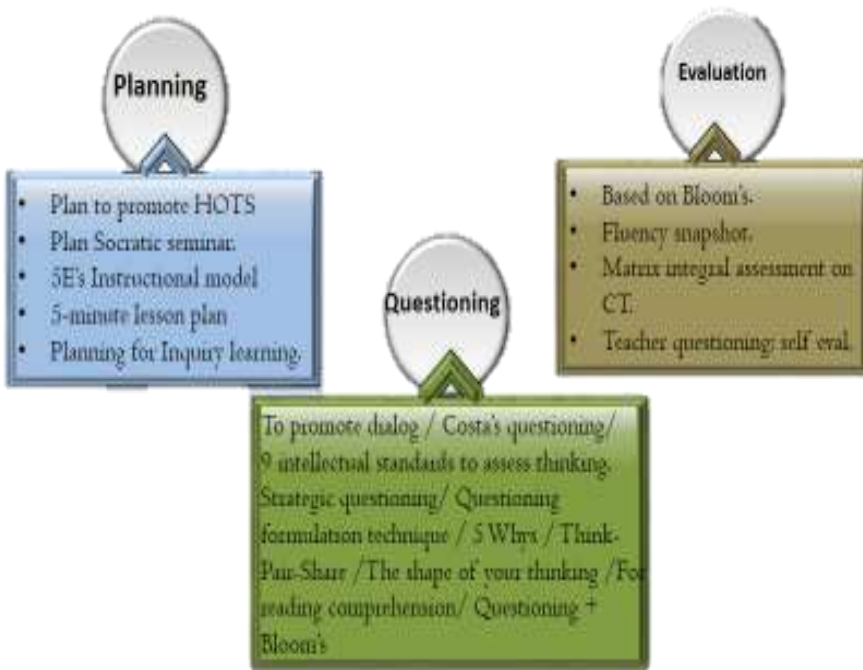 Planning
• Plan to promote HOTS
• Plan Socratic seminar.
• 5E's Instructional model
• 5-minute lesson plan
• Planning for Inquiry learning.
Evaluation
• Based on Bloom's.
• Fluency snapshot.
• Matrix integral assessment on
CT.
• Teacher questioning: self eval.
Questioning
To promote dialog / Costa's questioning/
9 intellectual standards to assess thinking.
Strategic questioning/ Questioning
formulation technique / 5 Whys / Think-
Pair-Share /The shape of your thinking /For
reading comprehension/ Questioning +
Bloom's